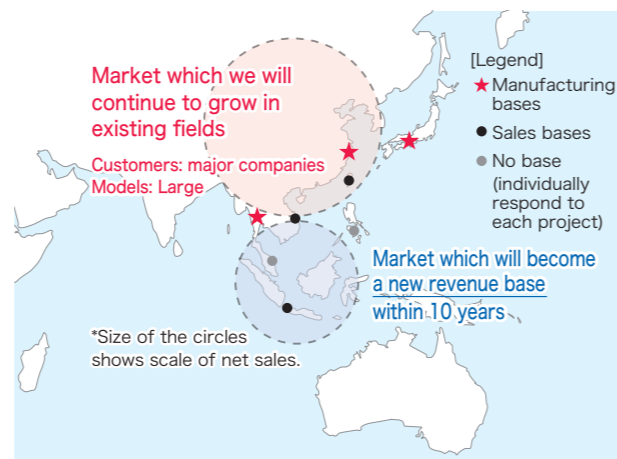 Market which we will
continue to grow in
existing fields
Customers: major companies
Models: Large
[Legend]
Manufacturing
bases
Sales bases
No base
(individually
respond to
each project)
Market which will become
a new revenue base
within 10 years
*Size of the circles
shows scale of net sales.